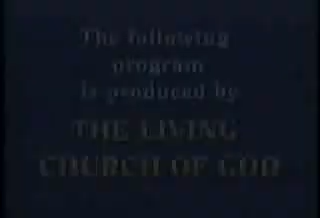 The following
program
is produced by
THE LIVING
CHURCH OF GOD